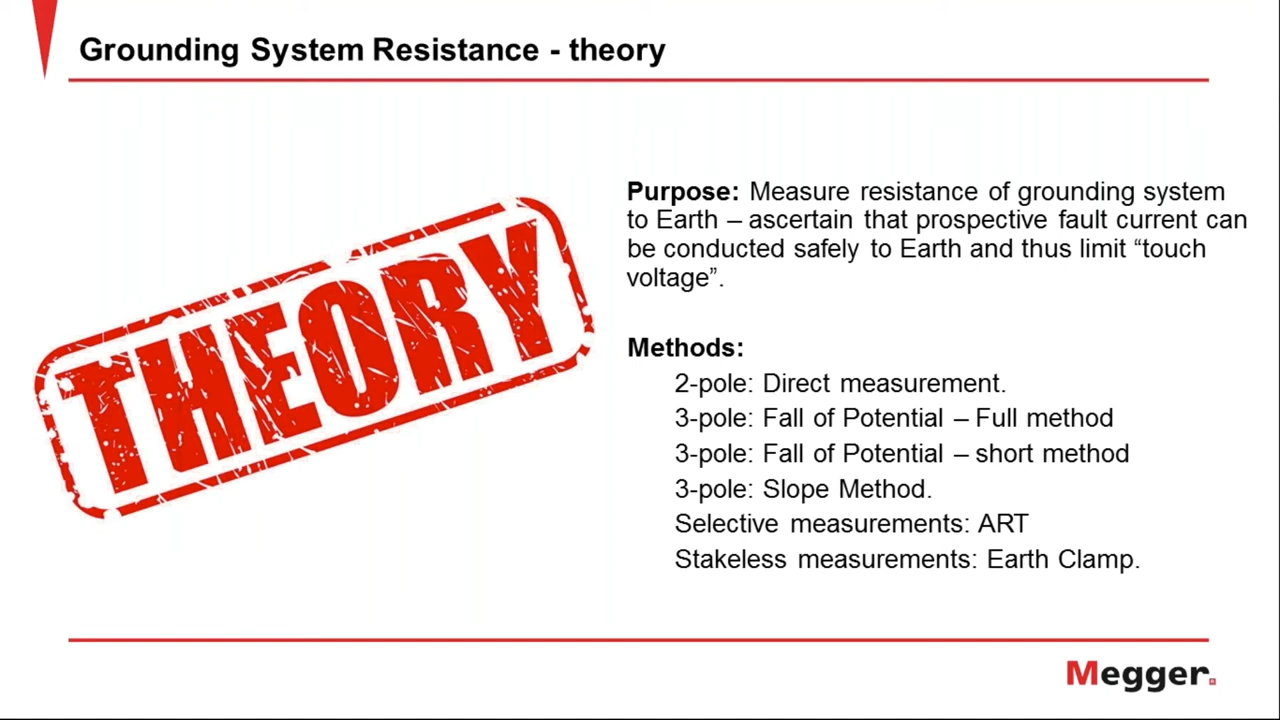 Grounding System Resistance - theory
THEORY
Purpose: Measure resistance of grounding system
to Earth – ascertain that prospective fault current can
be conducted safely to Earth and thus limit “touch
voltage”.
Methods:
2-pole: Direct measurement.
3-pole: Fall of Potential – Full method
3-pole: Fall of Potential – short method
3-pole: Slope Method.
Selective measurements: ART
Stakeless measurements: Earth Clamp.
Megger.